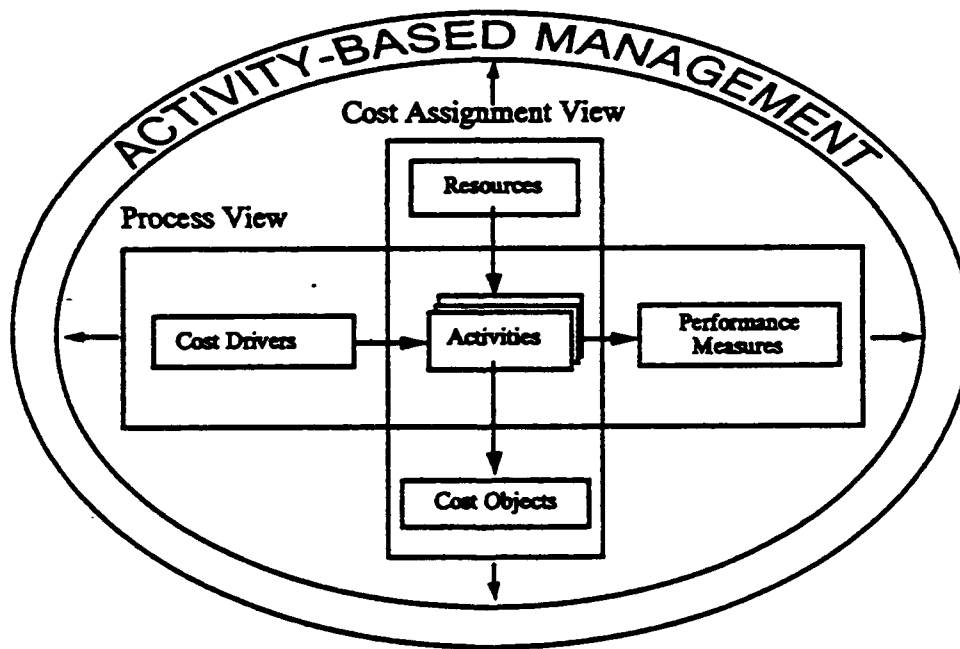 ACTIVITY-BASED MANAGEMENT
Cost Assignment View
Resources
Process View
Cost Drivers
Activities
Performance
Measures
Cost Objects